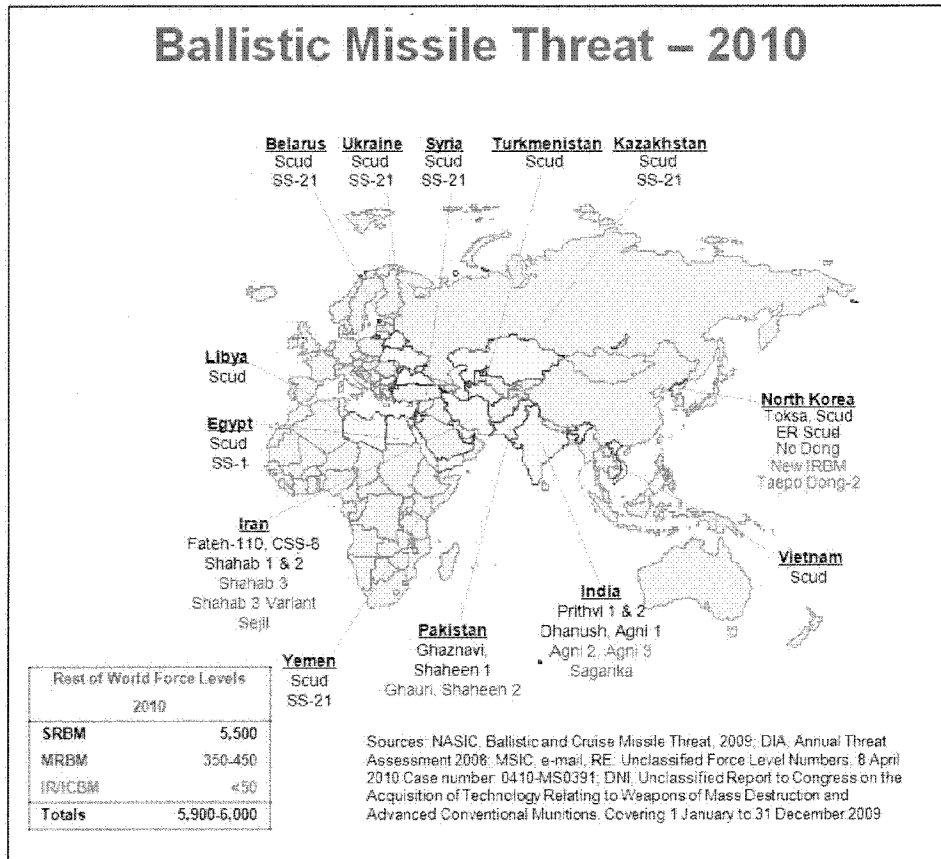 Ballistic Missile Threat – 2010
Belarus
Scud
SS-21
Ukraine
Scud
SS-21
Syria
Scud
SS-21
Turkmenistan
Scud
Kazakhstan
Scud
SS-21
Libya
Scud
Egypt
Scud
SS-1
North Korea
Toksa, Scud
ER Scud
No Dong
New IRBM
Taepo Dong-2
Iran
Fateh-110, CSS-8
Shahab 1 & 2
Shahab 3
Shahab 3 Variant
Sejil
Vietnam
Scud
India
Prithvi 1 & 2
Dhanush, Agni 1
Agni 2, Agni 3
Sagarika
Pakistan
Ghaznavi,
Shaheen 1
Ghauri, Shaheen 2
Yemen
Scud
SS-21
Rest of World Force Levels
2010
SRBM 5,500
MRBM 350-450
IR/ICBM <50
Totals 5,900-6,000
Sources: NASIC, Ballistic and Cruise Missile Threat, 2009; DIA, Annual Threat
Assessment 2008; MSIC, e-mail, RE: Unclassified Force Level Numbers, 8 April
2010 Case number: 0410-MS0391; DNI, Unclassified Report to Congress on the
Acquisition of Technology Relating to Weapons of Mass Destruction and
Advanced Conventional Munitions, Covering 1 January to 31 December 2009